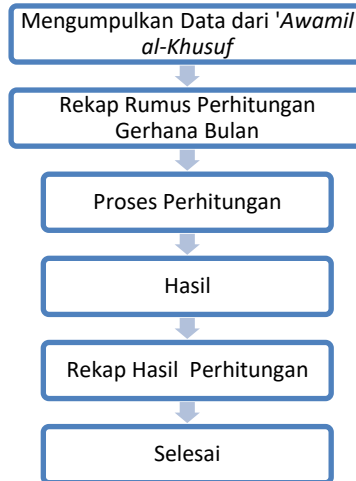 Mengumpulkan Data dari 'Awamil
al-Khusuf
Rekap Rumus Perhitungan
Gerhana Bulan
Proses Perhitungan
Hasil
Rekap Hasil  Perhitungan
Selesai